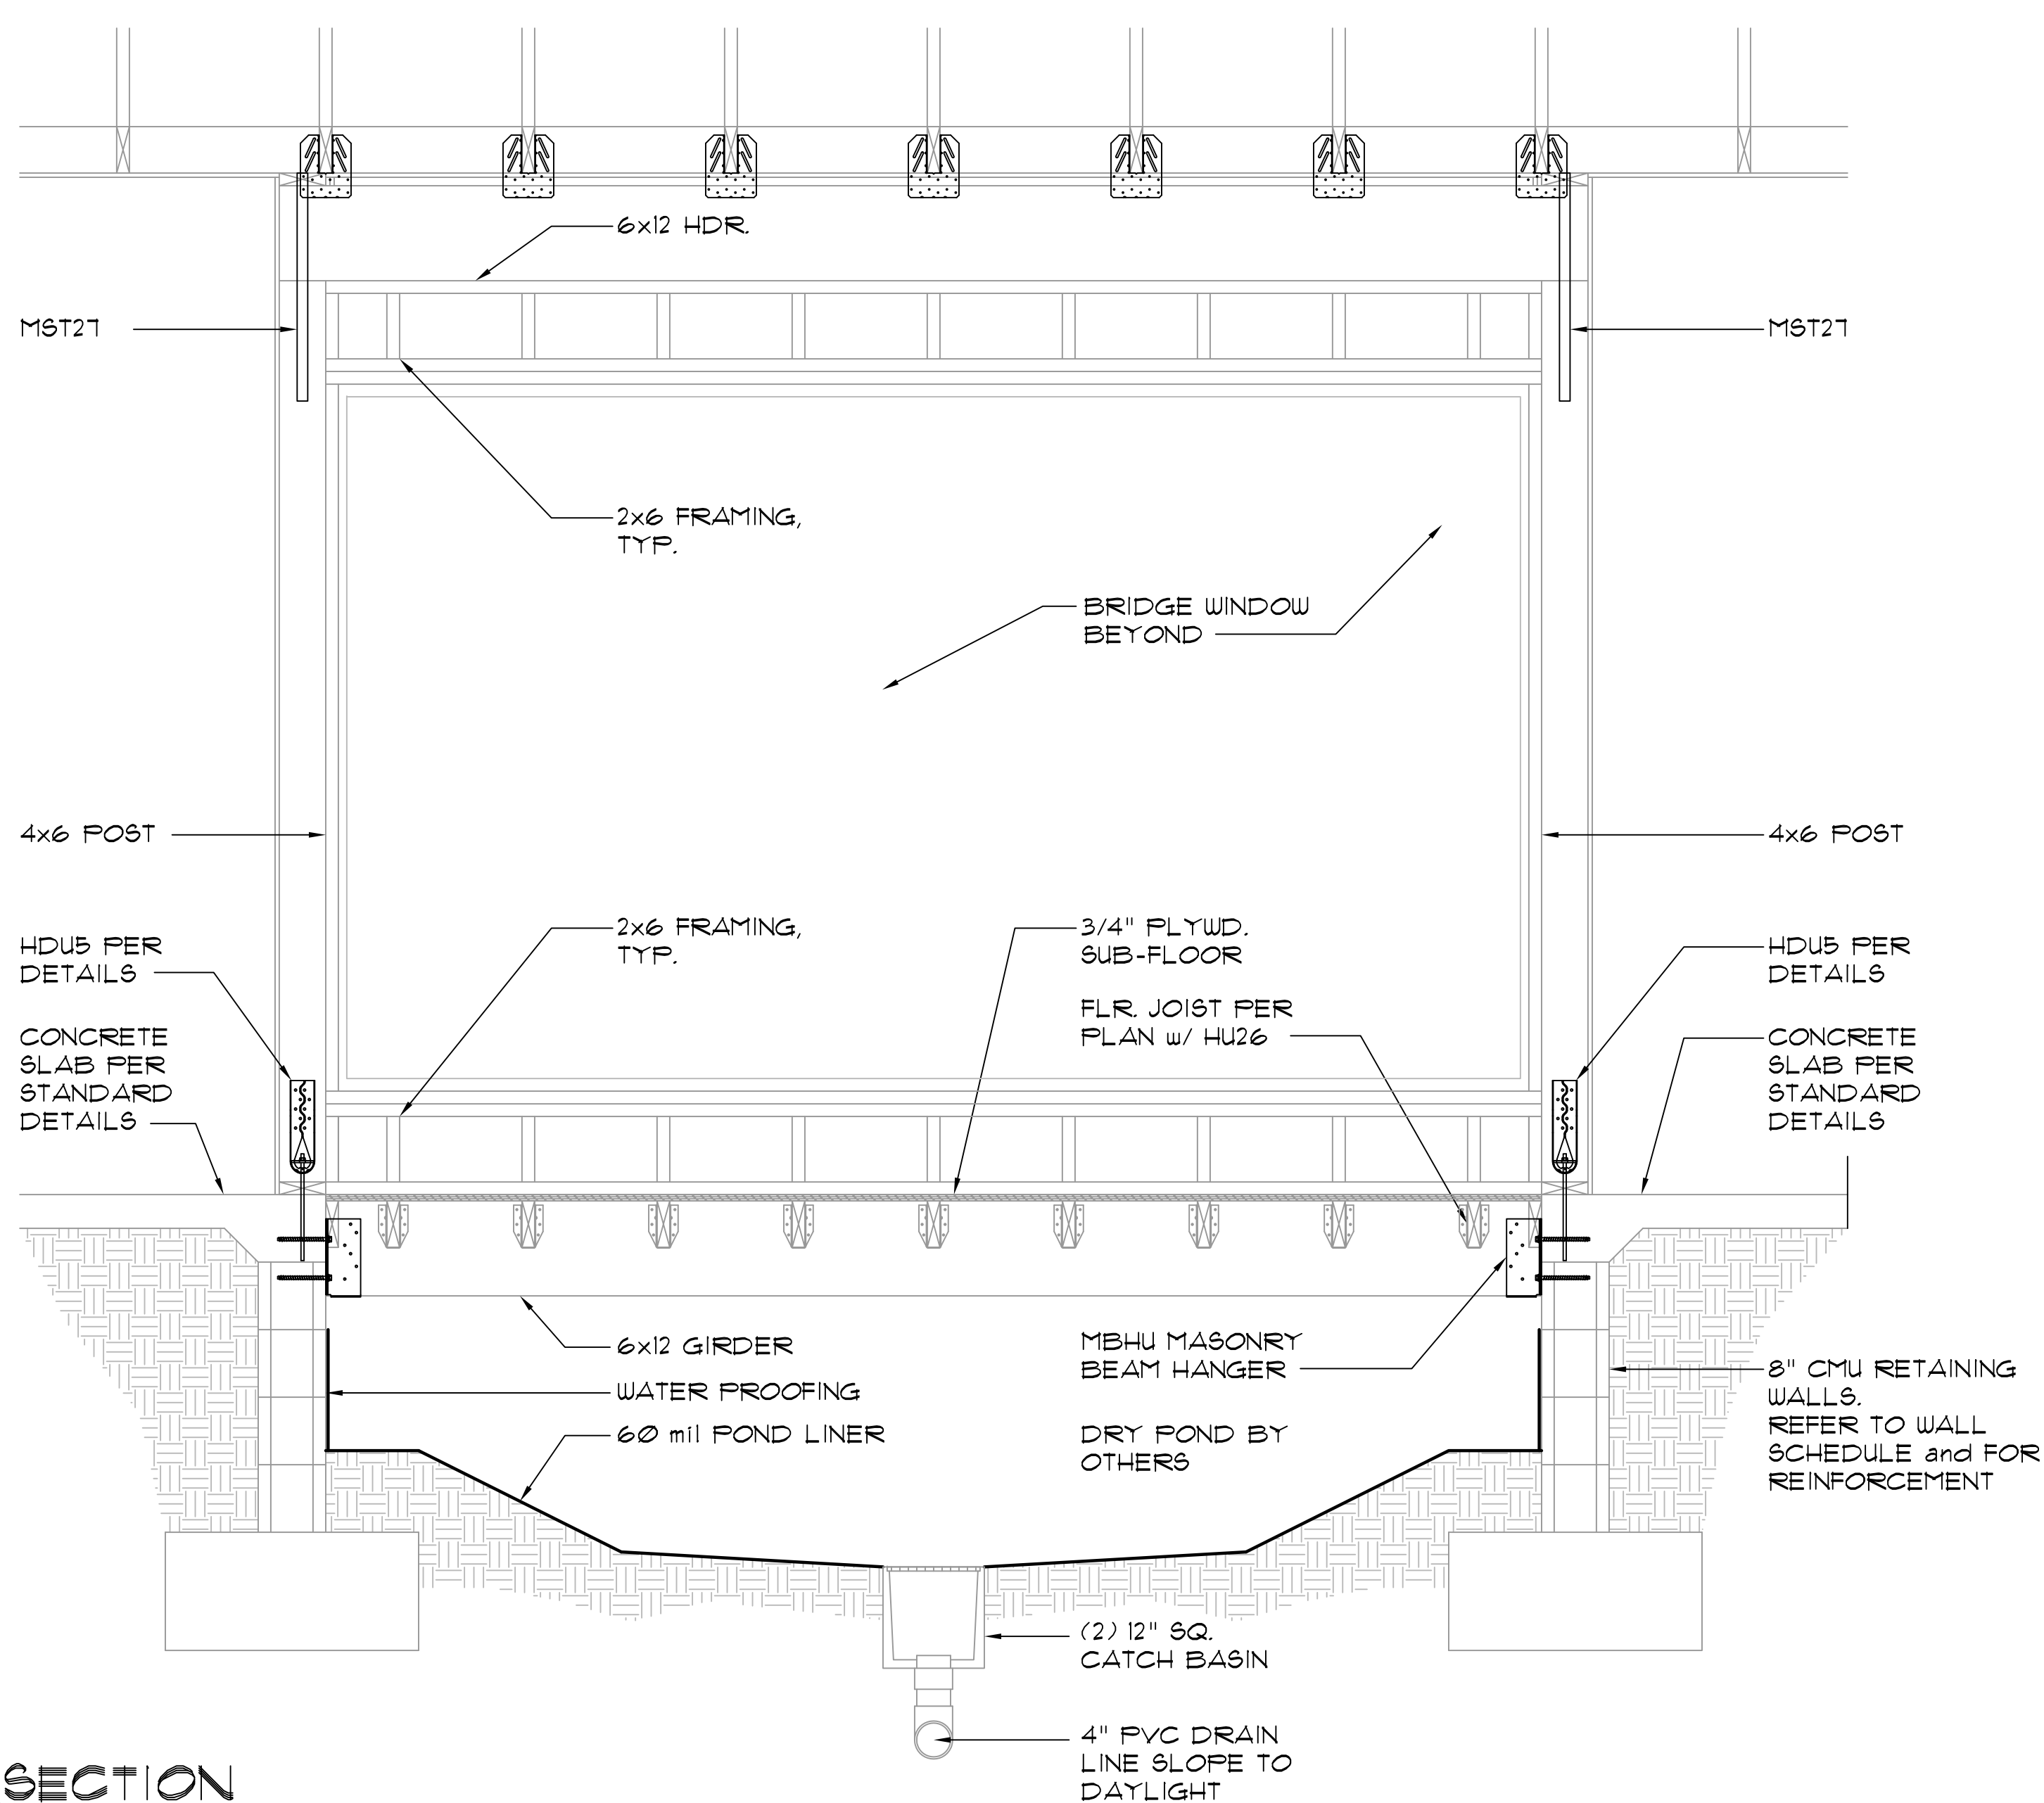 6x12 HDR.
MST27
MST27
2x6 FRAMING,
TYP.
BRIDGE WINDOW
BEYOND
4x6 POST
4x6 POST
2x6 FRAMING,
TYP.
3/4" PLYWD.
SUB-FLOOR
HDU5 PER
DETAILS
HDU5 PER
DETAILS
FLR. JOIST PER
PLAN w/ HU26
CONCRETE
SLAB PER
STANDARD
DETAILS
CONCRETE
SLAB PER
STANDARD
DETAILS
6x12 GIRDER
MBHU MASONRY
BEAM HANGER
8" CMU RETAINING
WALLS.
REFER TO WALL
SCHEDULE and FOR
REINFORCEMENT
WATER PROOFING
60 mil POND LINER
DRY POND BY
OTHERS
(2) 12" SQ.
CATCH BASIN
4" PVC DRAIN
LINE SLOPE TO
DAYLIGHT
SECTION